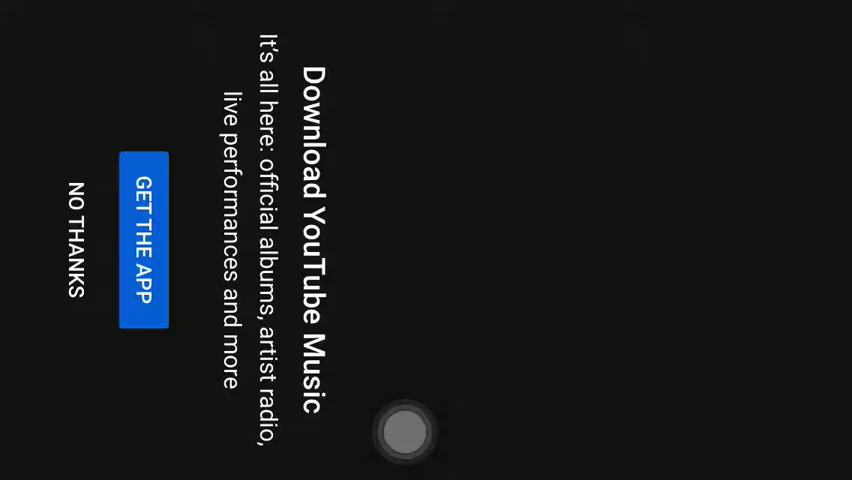 Download YouTube Music
It's all here: official albums, artist radio,
live performances and more
GET THE APP
NO THANKS